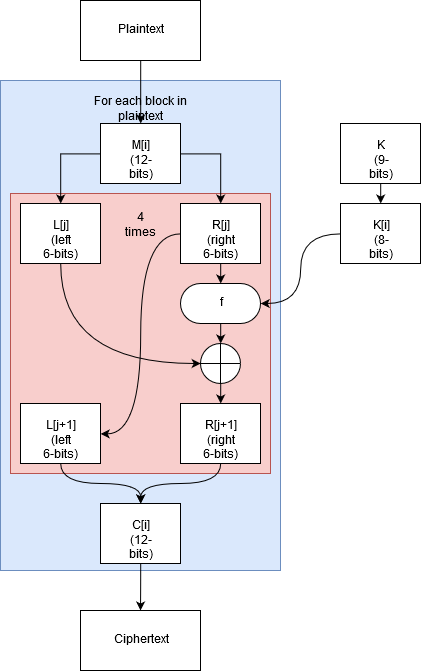 Plaintext
For each block in
plaintext
M[i]
(12-
bits)
K
(9-
bits)
L[j]
(left
6-bits)
4
times
R[j]
(right
6-bits)
K[i]
(8-
bits)
f
L[j+1]
(left
6-bits)
R[j+1]
(right
6-bits)
C[i]
(12-
bits)
Ciphertext